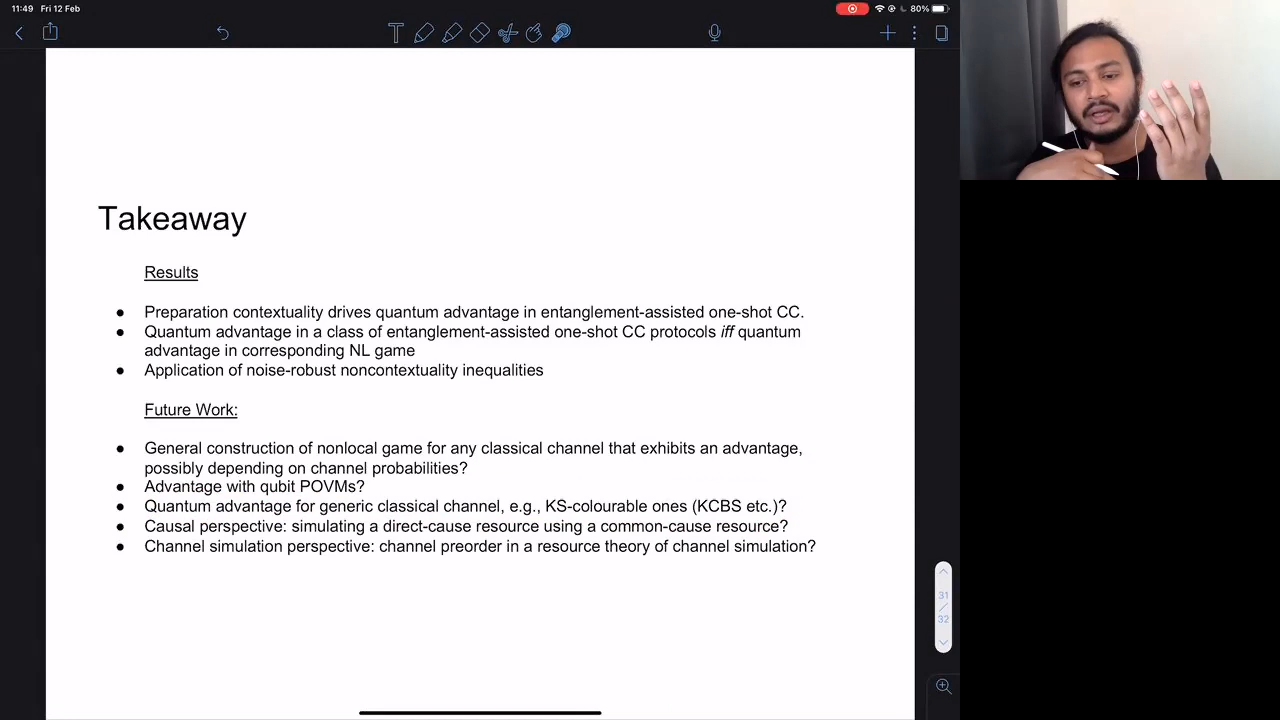 11:49 Fri 12 Feb
80%
Takeaway
Results
● Preparation contextuality drives quantum advantage in entanglement-assisted one-shot CC.
● Quantum advantage in a class of entanglement-assisted one-shot CC protocols iff quantum
advantage in corresponding NL game
● Application of noise-robust noncontextuality inequalities
Future Work:
● General construction of nonlocal game for any classical channel that exhibits an advantage,
possibly depending on channel probabilities?
● Advantage with qubit POVMs?
● Quantum advantage for generic classical channel, e.g., KS-colourable ones (KCBS etc.)?
● Causal perspective: simulating a direct-cause resource using a common-cause resource?
● Channel simulation perspective: channel preorder in a resource theory of channel simulation?
31
/
32